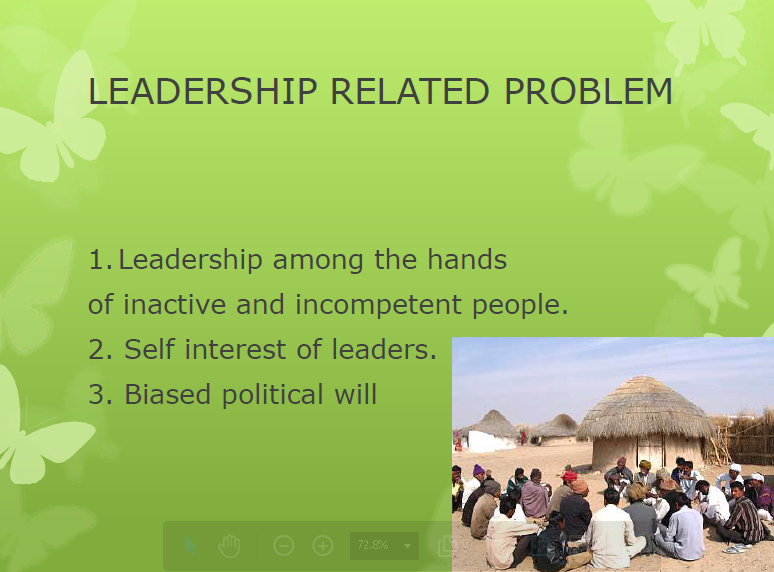 LEADERSHIP RELATED PROBLEM
1. Leadership among the hands
of inactive and incompetent people.
2. Self interest of leaders.
3. Biased political will
72.8%